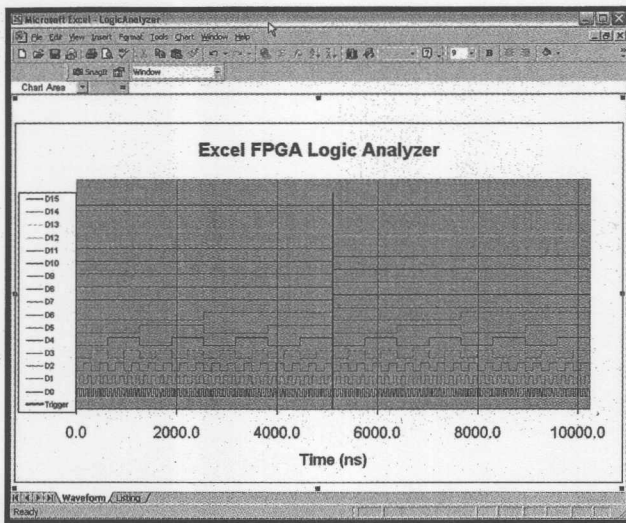 Microsoft Excel - LogicAnalyzer
File Edit View Insert Format Tools Chart Window Help
9 B
SnagIt Window
Chart Area =
Excel FPGA Logic Analyzer
D15
D14
D13
D12
D11
D10
D9
D8
D7
D6
D5
D4
D3
D2
D1
D0
Trigger
0.0 2000.0 4000.0 6000.0 8000.0 10000.0
Time (ns)
Waveform Listing
Ready